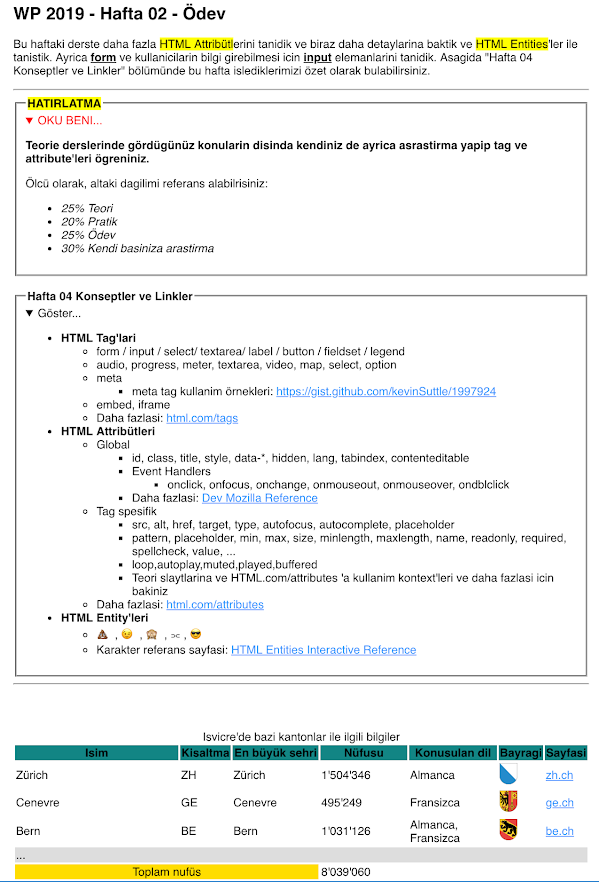 WP 2019 - Hafta 02 - Ödev
Bu haftaki derste daha fazla HTML Attribütlerini tanidik ve biraz daha detaylarina baktik ve HTML Entities'ler ile
tanistik. Ayrica form ve kullanicilarin bilgi girebilmesi icin input elemanlarini tanidik. Asagida "Hafta 04
Konseptler ve Linkler" bölümünde bu hafta islediklerimizi özet olarak bulabilirsiniz.
HATIRLATMA
▼ OKU BENI...
Teorie derslerinde gördügünüz konularin disinda kendiniz de ayrica asrastirma yapip tag ve
attribute'leri ögreniniz.
Ölcü olarak, altaki dagilimi referans alabilrisiniz:
• 25% Teori
• 20% Pratik
• 25% Ödev
• 30% Kendi basiniza arastirma
Hafta 04 Konseptler ve Linkler
▼ Göster...
• HTML Tag'lari
◦ form / input / select/ textarea/ label / button / fieldset / legend
◦ audio, progress, meter, textarea, video, map, select, option
◦ meta
▪ meta tag kullanim örnekleri: https://gist.github.com/kevinSuttle/1997924
◦ embed, iframe
◦ Daha fazlasi: html.com/tags
• HTML Attribütleri
◦ Global
▪ id, class, title, style, data-*, hidden, lang, tabindex, contenteditable
▪ Event Handlers
• onclick, onfocus, onchange, onmouseout, onmouseover, ondblclick
▪ Daha fazlasi: Dev Mozilla Reference
◦ Tag spesifik
▪ src, alt, href, target, type, autofocus, autocomplete, placeholder
▪ pattern, placeholder, min, max, size, minlength, maxlength, name, readonly, required,
spellcheck, value, ...
▪ loop,autoplay,muted,played,buffered
▪ Teori slaytlarina ve HTML.com/attributes 'a kullanim kontext'leri ve daha fazlasi icin
bakiniz
◦ Daha fazlasi: html.com/attributes
• HTML Entity'leri
◦ 💩 , 😉 , 🙈 , ⫘ , 😎
◦ Karakter referans sayfasi: HTML Entities Interactive Reference
Isvicre'de bazi kantonlar ile ilgili bilgiler
Isim Kisaltma En büyük sehri Nüfusu Konusulan dil Bayragi Sayfasi
Zürich ZH Zürich 1'504'346 Almanca zh.ch
Cenevre GE Cenevre 495'249 Fransizca ge.ch
Bern BE Bern 1'031'126 Almanca, Fransizca be.ch
...
Toplam nufüs 8'039'060